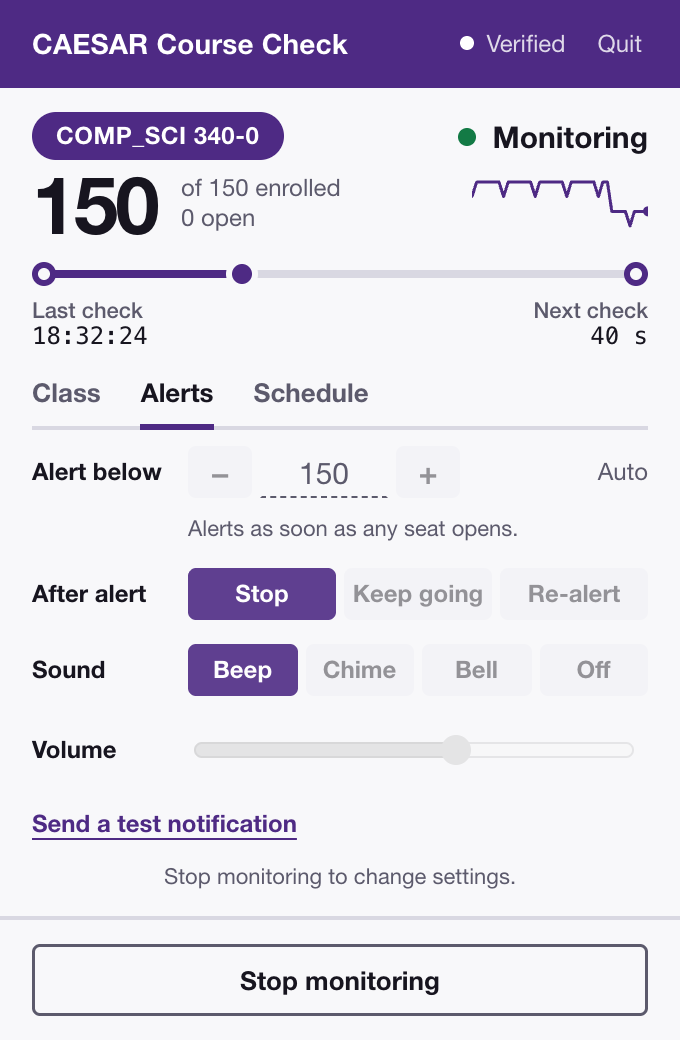 CAESAR Course Check
Verified
Quit
COMP_SCI 340-0
Monitoring
150
of 150 enrolled
0 open
Last check
18:32:24
Next check
40 s
Class
Alerts
Schedule
Alert below
−
150
+
Auto
Alerts as soon as any seat opens.
After alert
Stop
Keep going
Re-alert
Sound
Beep
Chime
Bell
Off
Volume
Send a test notification
Stop monitoring to change settings.
Stop monitoring